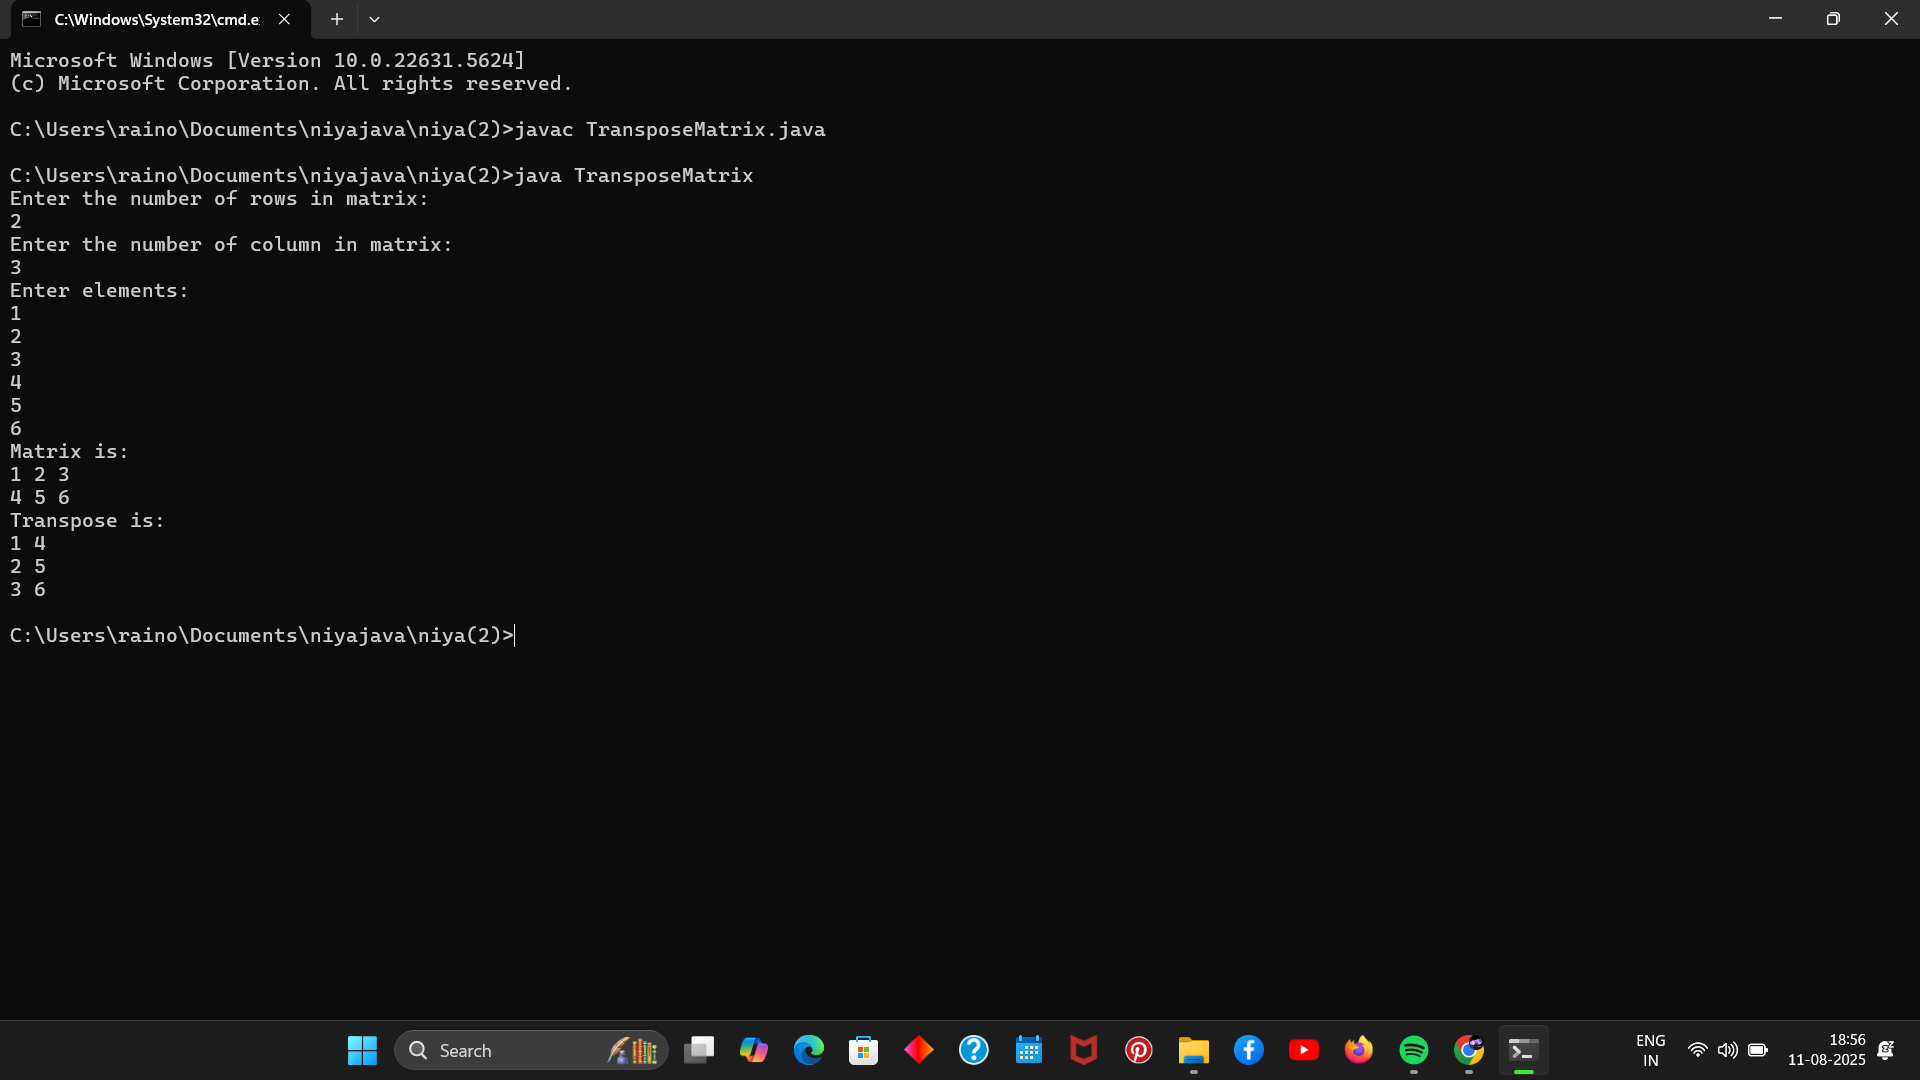 C:\Windows\System32\cmd.e
Microsoft Windows [Version 10.0.22631.5624]
(c) Microsoft Corporation. All rights reserved.
C:\Users\raino\Documents\niyajava\niya(2)>javac TransposeMatrix.java
C:\Users\raino\Documents\niyajava\niya(2)>java TransposeMatrix
Enter the number of rows in matrix:
2
Enter the number of column in matrix:
3
Enter elements:
1
2
3
4
5
6
Matrix is:
1 2 3
4 5 6
Transpose is:
1 4
2 5
3 6
C:\Users\raino\Documents\niyajava\niya(2)>
Search
ENG
IN
18:56
11-08-2025